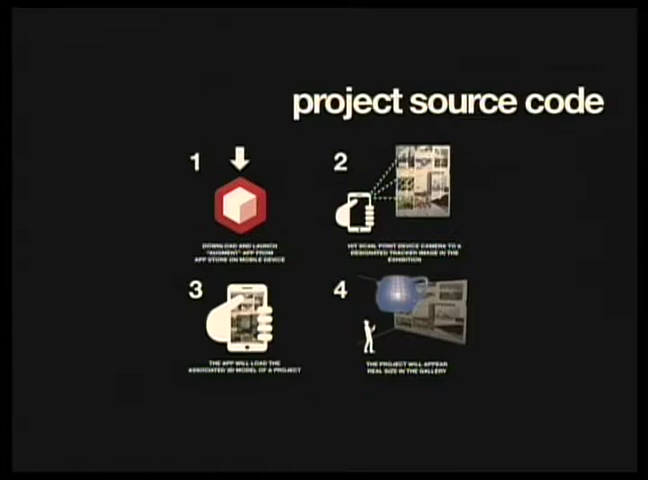 project source code
1
DOWNLOAD AND LAUNCH
"AUGMENT" APP FROM
APP STORE ON MOBILE DEVICE
2
HIT SCAN, POINT DEVICE CAMERA TO A
DESIGNATED TRACKER IMAGE IN THE
EXHIBITION
3
THE APP WILL LOAD THE
ASSOCIATED 3D MODEL OF A PROJECT
4
THE PROJECT WILL APPEAR
REAL SIZE IN THE GALLERY